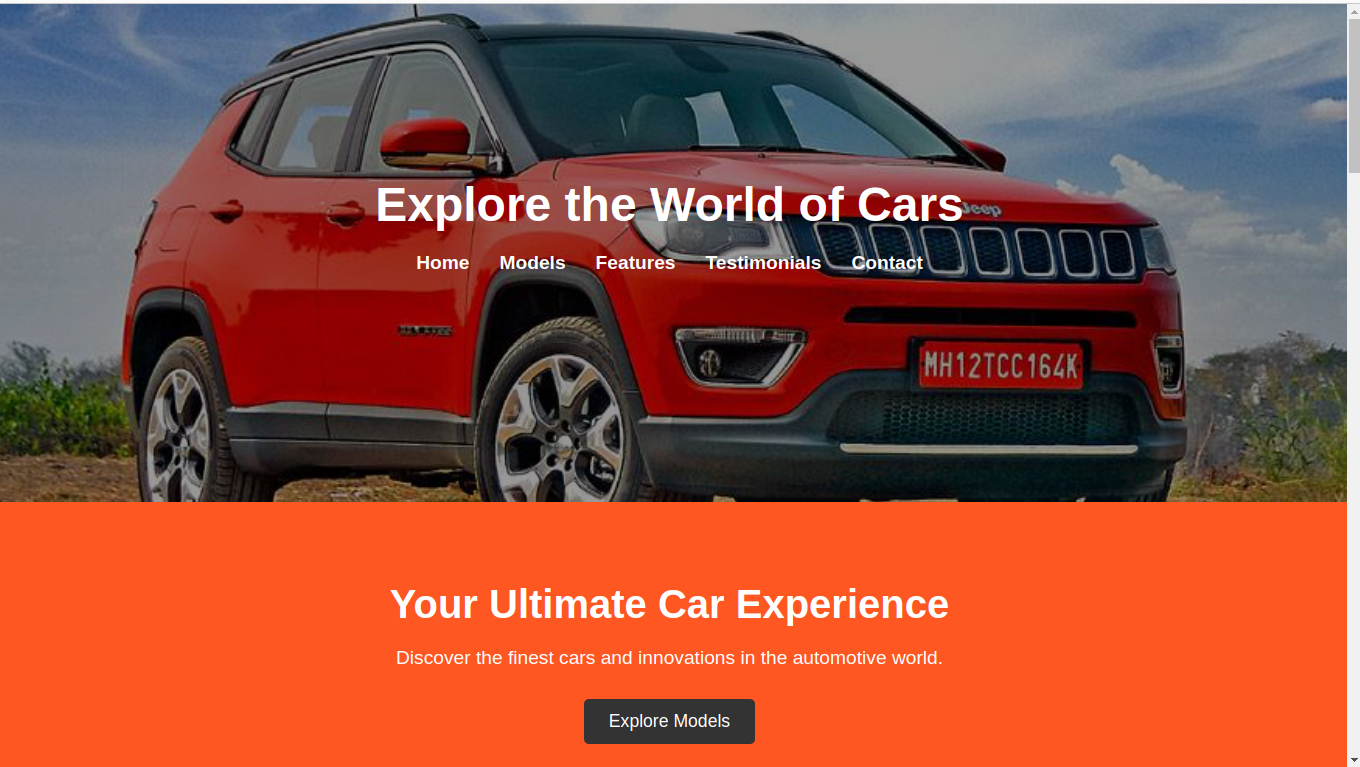 Explore the World of Cars
Jeep
Home Models Features Testimonials Contact
MH12TCC164K
Your Ultimate Car Experience
Discover the finest cars and innovations in the automotive world.
Explore Models